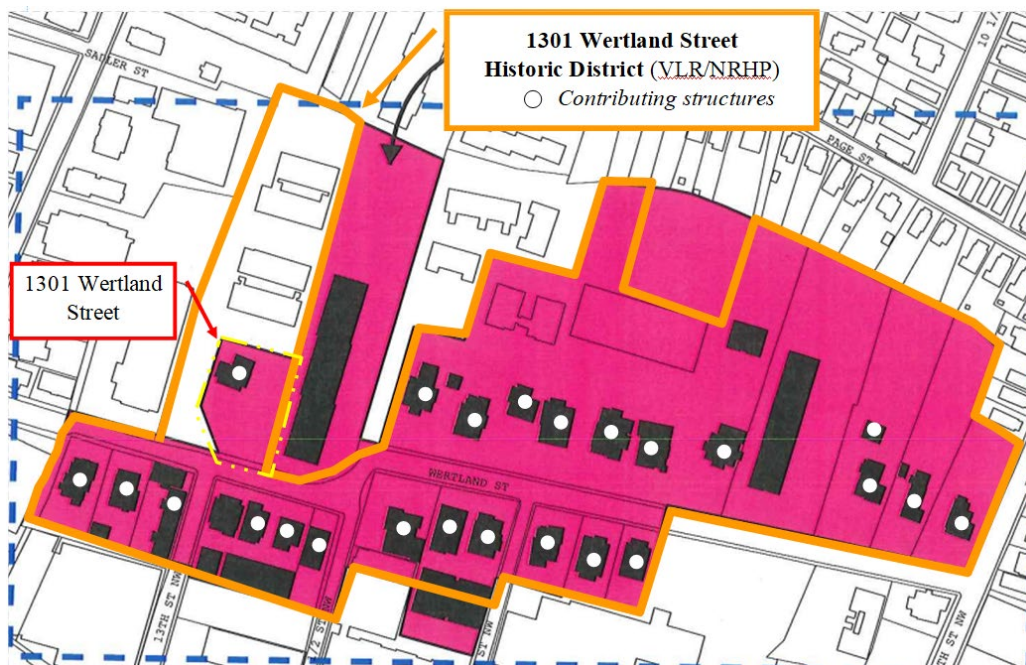 1301 Wertland Street
Historic District (VLR/NRHP)
○ Contributing structures
SADLER ST
PAGE ST
1301 Wertland
Street
WERTLAND ST
13TH ST NW